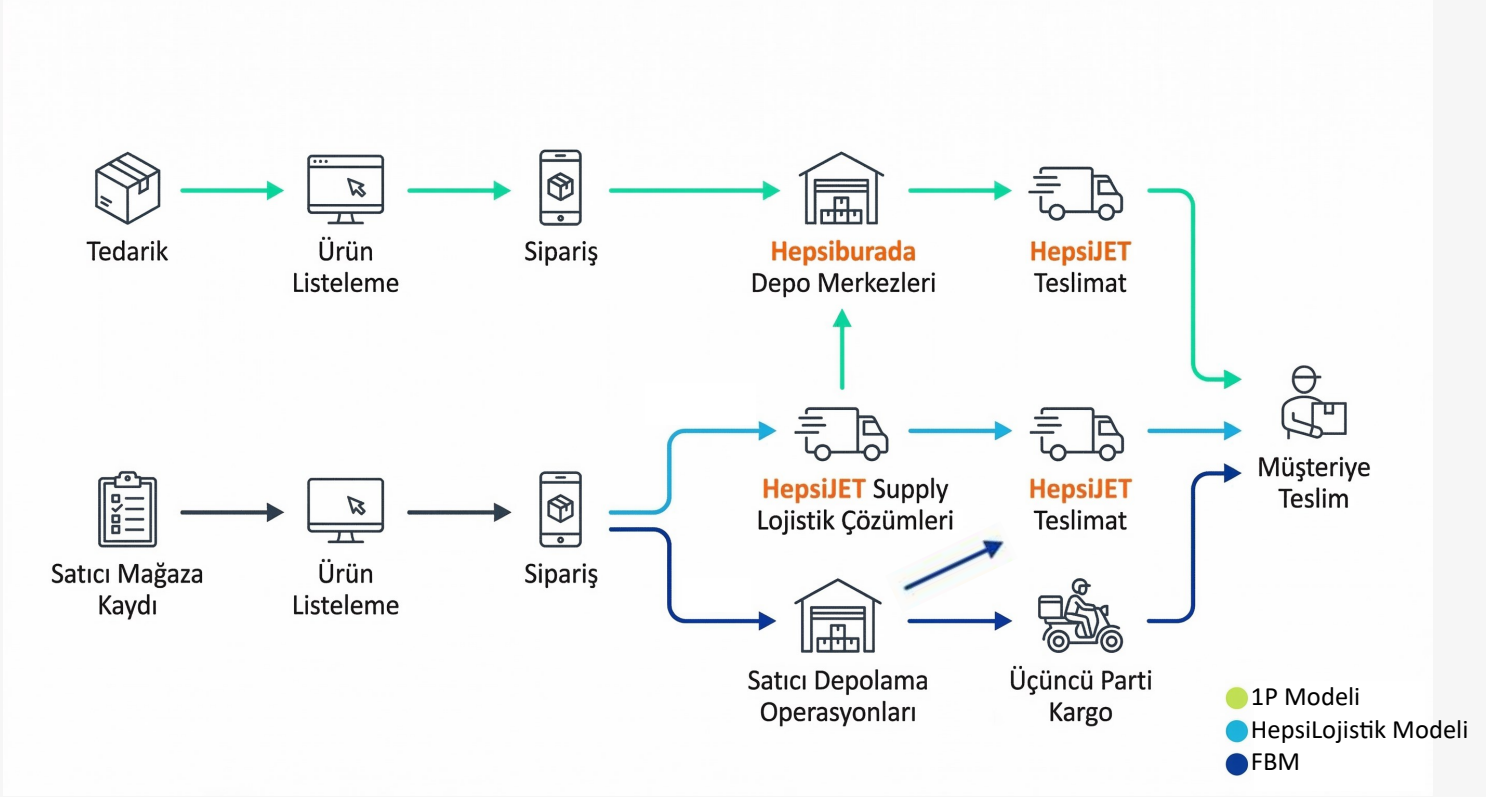 Tedarik
Ürün
Listeleme
Sipariş
Hepsiburada
Depo Merkezleri
HepsiJET
Teslimat
Satıcı Mağaza
Kaydı
Ürün
Listeleme
Sipariş
HepsiJET Supply
Lojistik Çözümleri
HepsiJET
Teslimat
Müşteriye
Teslim
Satıcı Depolama
Operasyonları
Üçüncü Parti
Kargo
1P Modeli
HepsiLojistik Modeli
FBM